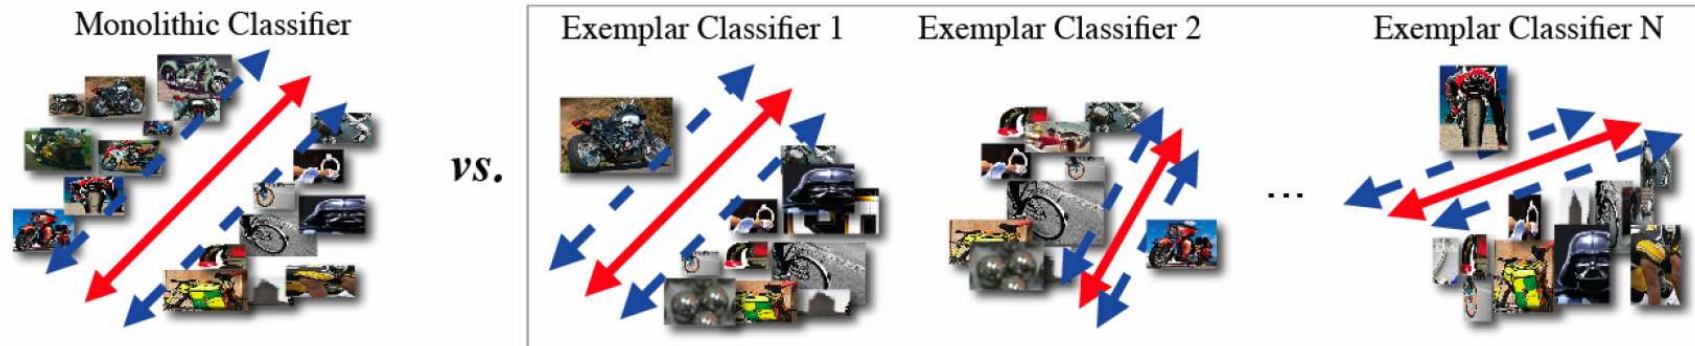 Monolithic Classifier
vs.
Exemplar Classifier 1
Exemplar Classifier 2
...
Exemplar Classifier N